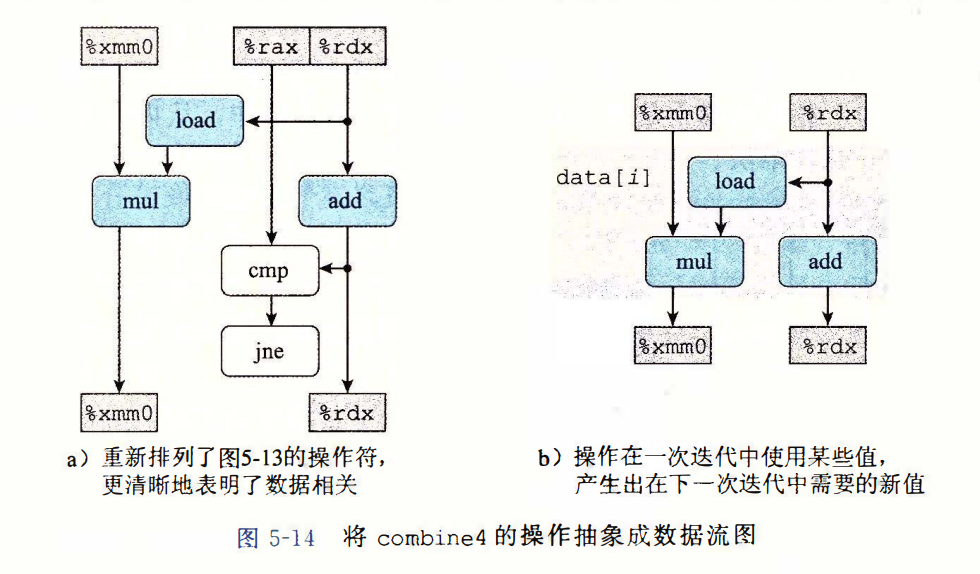 %xmm0 %rax %rdx
load
mul add
cmp
jne
%xmm0 %rdx
a）重新排列了图5-13的操作符，
更清晰地表明了数据相关
%xmm0 %rdx
data[i] load
mul add
%xmm0 %rdx
b）操作在一次迭代中使用某些值，
产生出在下一次迭代中需要的新值
图 5-14 将 combine4 的操作抽象成数据流图